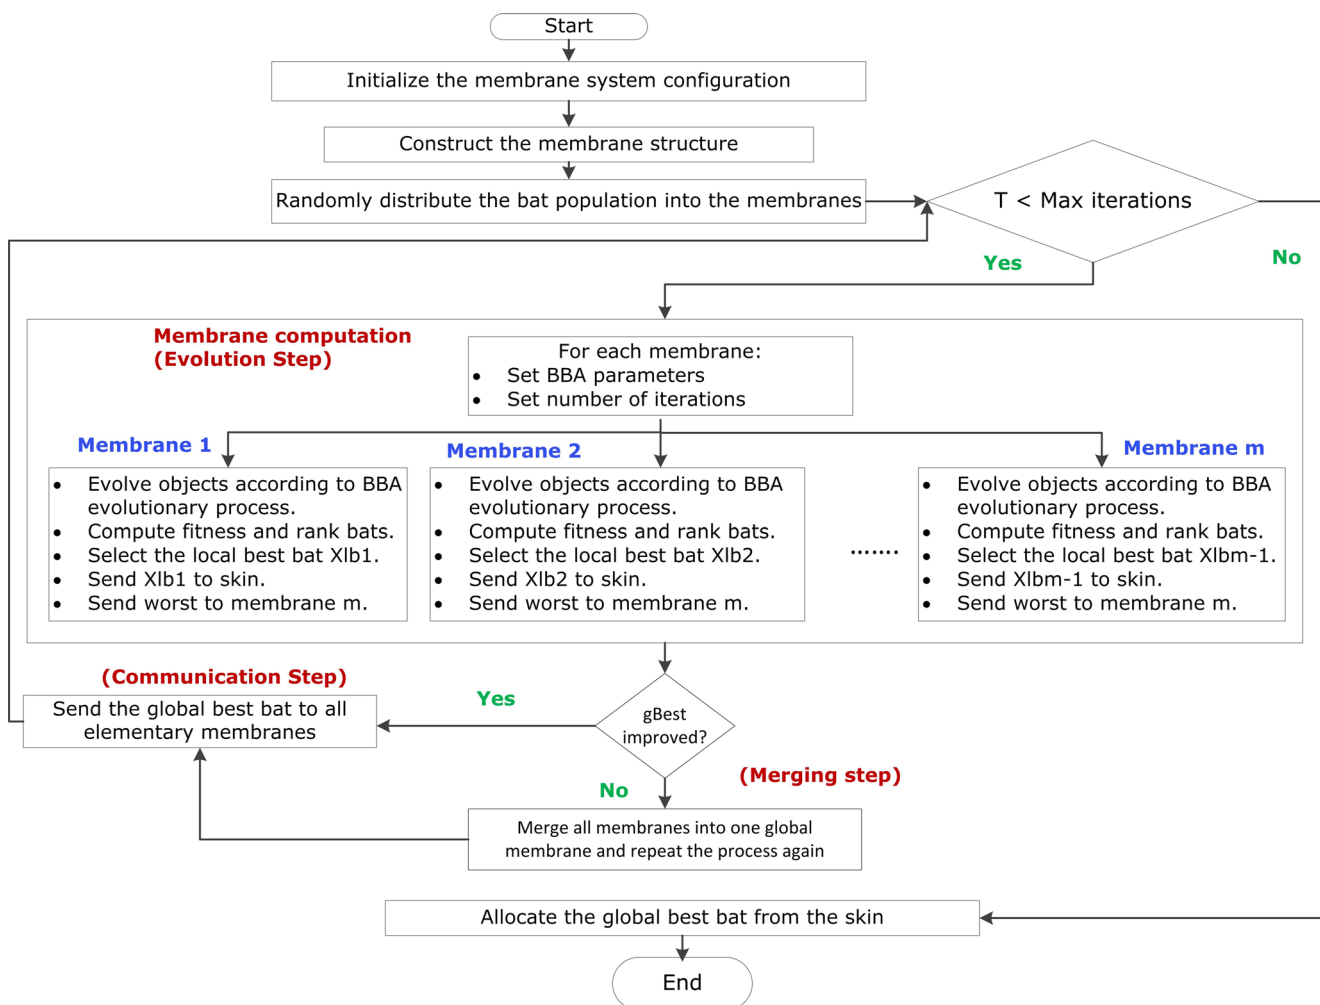 Start
Initialize the membrane system configuration
Construct the membrane structure
Randomly distribute the bat population into the membranes
T < Max iterations
Yes
No
Membrane computation
(Evolution Step)
For each membrane:
• Set BBA parameters
• Set number of iterations
Membrane 1
• Evolve objects according to BBA
evolutionary process.
• Compute fitness and rank bats.
• Select the local best bat Xlb1.
• Send Xlb1 to skin.
• Send worst to membrane m.
Membrane 2
• Evolve objects according to BBA
evolutionary process.
• Compute fitness and rank bats.
• Select the local best bat Xlb2.
• Send Xlb2 to skin.
• Send worst to membrane m.
.......
Membrane m
• Evolve objects according to BBA
evolutionary process.
• Compute fitness and rank bats.
• Select the local best bat Xlbm-1.
• Send Xlbm-1 to skin.
• Send worst to membrane m.
(Communication Step)
Send the global best bat to all
elementary membranes
Yes
gBest
improved?
No
(Merging step)
Merge all membranes into one global
membrane and repeat the process again
Allocate the global best bat from the skin
End